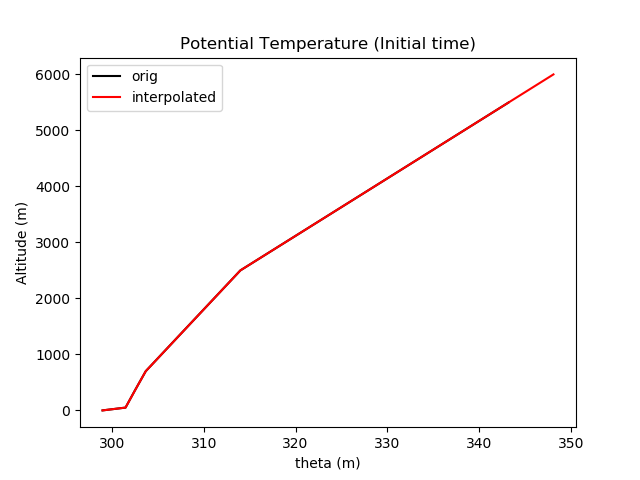 Potential Temperature (Initial time)
orig
interpolated
6000
5000
4000
3000
2000
1000
0
Altitude (m)
300
310
320
330
340
350
theta (m)